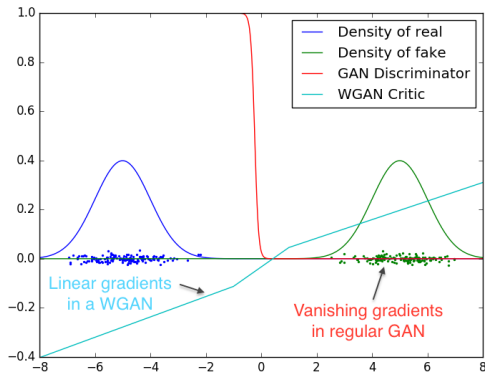 1.0
0.8
0.6
0.4
0.2
0.0
−0.2
−0.4
−8
−6
−4
−2
0
2
4
6
8
Density of real
Density of fake
GAN Discriminator
WGAN Critic
Linear gradients
in a WGAN
Vanishing gradients
in regular GAN